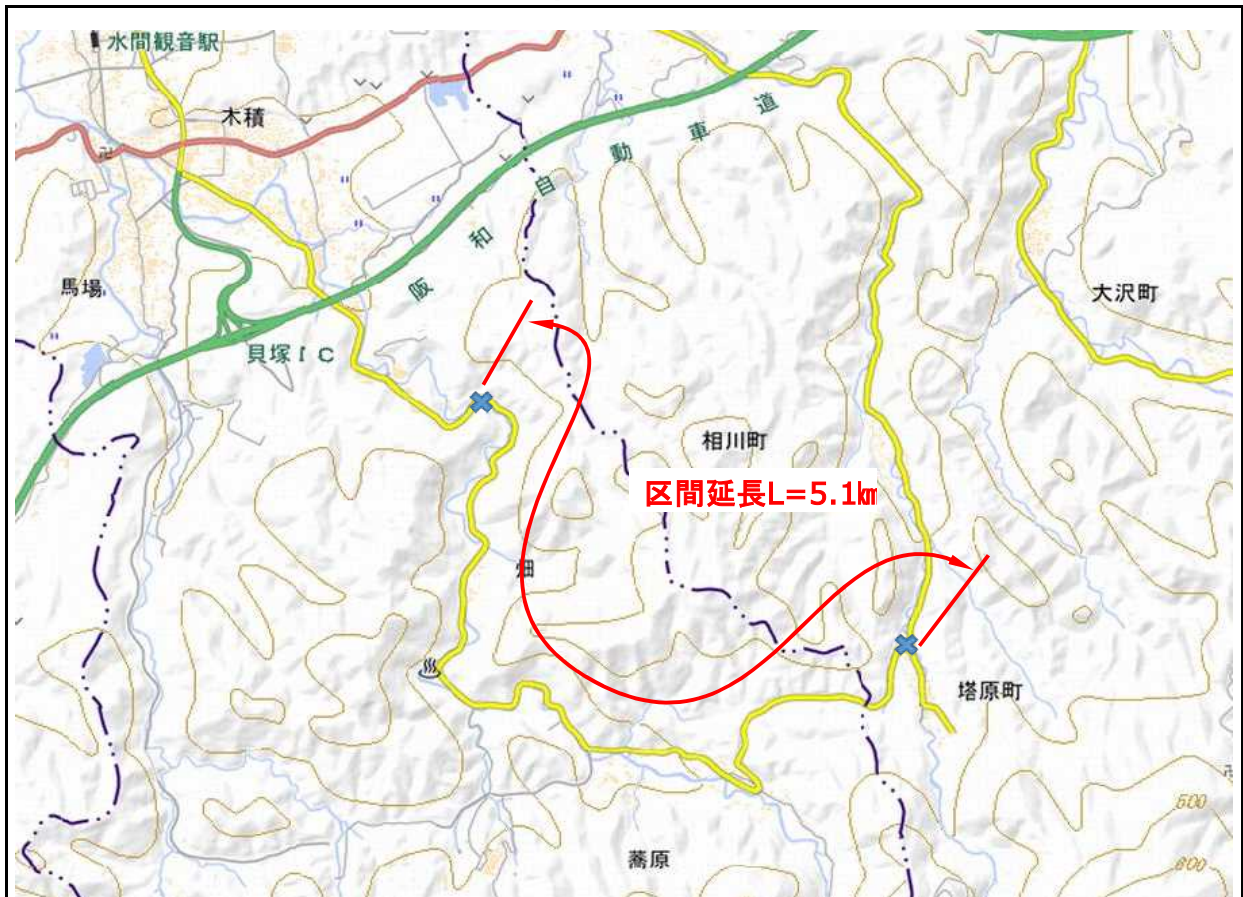 水間観音駅
木積
阪和自動車道
馬場
大沢町
貝塚IC
相川町
区間延長L=5.1㎞
畑
塔原町
500
蕎原
600